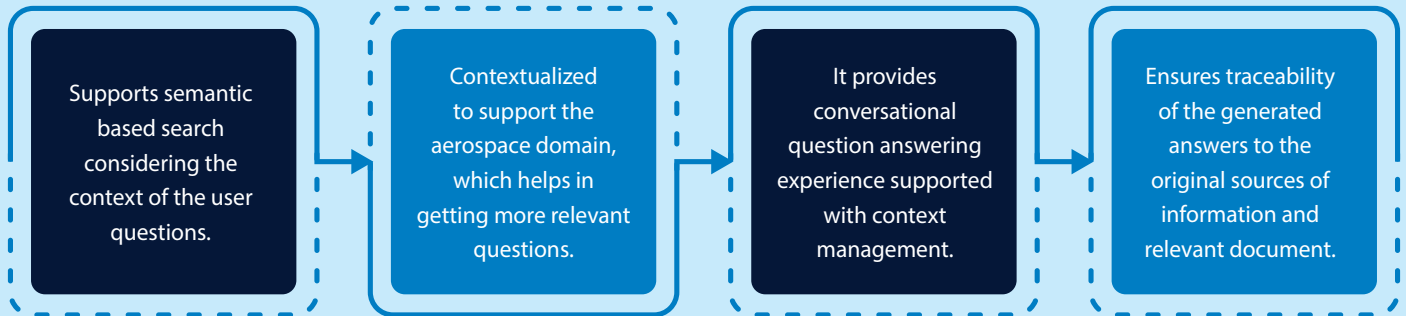 Supports semantic
based search
considering the
context of the user
questions.
Contextualized
to support the
aerospace domain,
which helps in
getting more relevant
questions.
It provides
conversational
question answering
experience supported
with context
management.
Ensures traceability
of the generated
answers to the
original sources of
information and
relevant document.